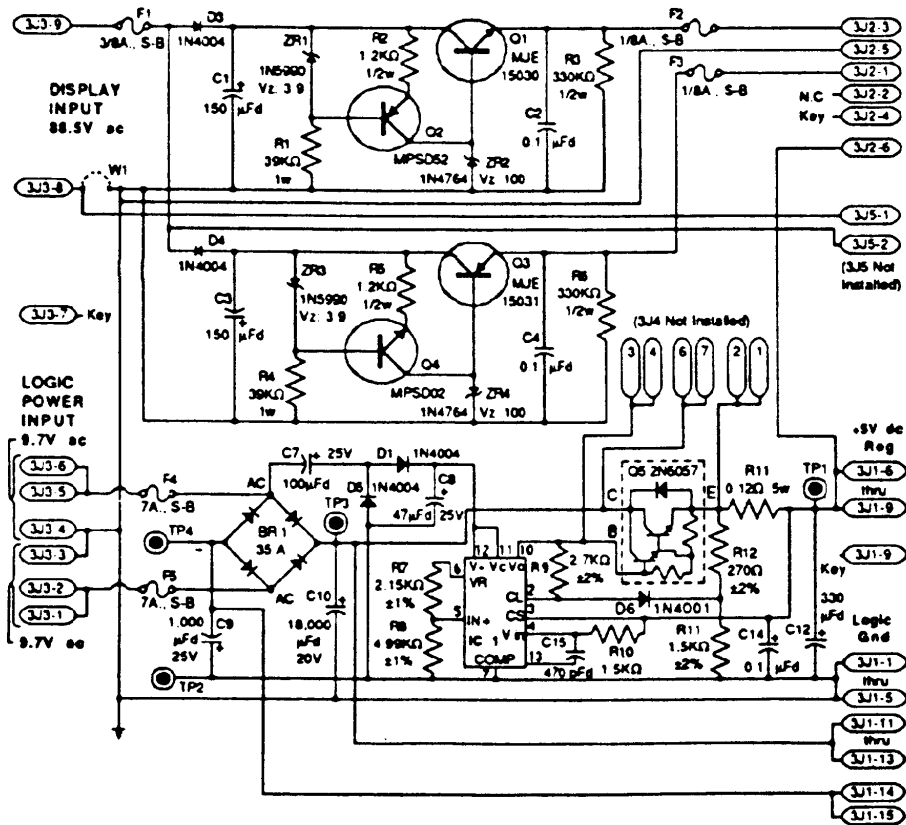 3J3-9
F1
3/8A., S-B
D3
1N4004
DISPLAY
INPUT
88.5V ac
C1
150 µFd
ZR1
1N5990
Vz: 3.9
R1
39KΩ
1w
R2
1.2KΩ
1/2w
Q2
MPSD52
Q1
MJE
15030
ZR2
1N4764 Vz 100
C2
0.1 µFd
R3
330KΩ
1/2w
F2
1/8A., S-B
F3
1/8A., S-B
3J2-3
3J2-5
3J2-1
N.C 3J2-2
Key 3J2-4
3J2-6
3J3-8
W1
3J5-1
3J5-2
(3J5 Not
Installed)
D4
1N4004
C3
150 µFd
ZR3
1N5990
Vz: 3.9
R4
39KΩ
1w
R5
1.2KΩ
1/2w
Q4
MPSD02
Q3
MJE
15031
ZR4
1N4764 Vz 100
C4
0.1 µFd
R6
330KΩ
1/2w
3J3-7 Key
(3J4 Not Installed)
3 4 6 7 2 1
LOGIC
POWER
INPUT
9.7V ac
3J3-6
3J3-5
3J3-4
3J3-3
3J3-2
3J3-1
9.7V ac
F4
7A., S-B
F5
7A., S-B
TP4
TP2
AC
BR1
35 A
AC
1,000
µFd
25V
C9
C7 25V
100µFd
TP3
D1 1N4004
1N4004
D5
C8
47µFd 25V
C10
18,000
µFd
20V
R7
2.15KΩ
±1%
R8
4.99KΩ
±1%
12 11 10
V+ Vc Vo
6 VR
5 IN+
IC 1
CL 2
CS 3
V in 4
COMP 13
7
R9
2.7KΩ
±2%
D6 1N4001
C15
470 pFd
R10
1.5KΩ
Q5 2N6057
C
B
E
R11
0.12Ω 5w
TP1
R12
270Ω
±2%
R11
1.5KΩ
±2%
C14
0.1 µFd
330
µFd
C12
+5V dc
Reg
3J1-6
thru
3J1-9
Key 3J1-9
Logic
Gnd
3J1-1
thru
3J1-5
3J1-11
thru
3J1-13
3J1-14
3J1-15